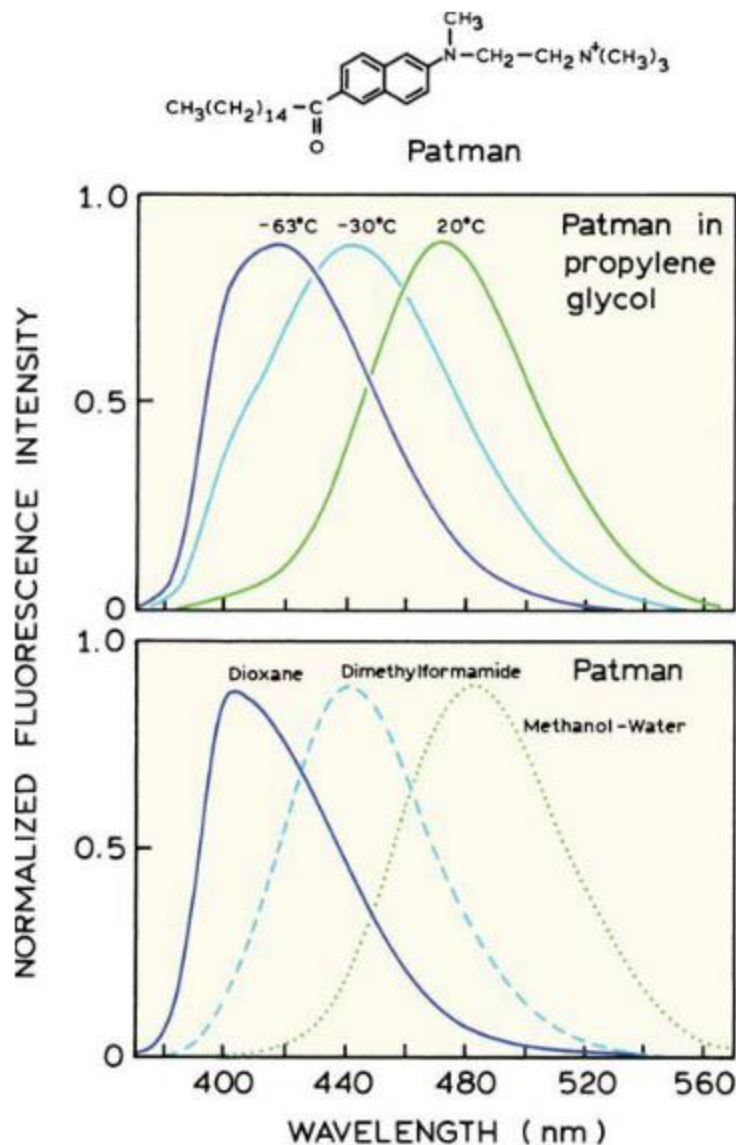 CH₃
CH₃(CH₂)₁₄-C
O
N-CH₂-CH₂N⁺(CH₃)₃
Patman
NORMALIZED FLUORESCENCE INTENSITY
1.0
0.5
0
-63°C -30°C 20°C
Patman in
propylene
glycol
1.0
0.5
0
Dioxane Dimethylformamide Patman
Methanol-Water
400 440 480 520 560
WAVELENGTH (nm)